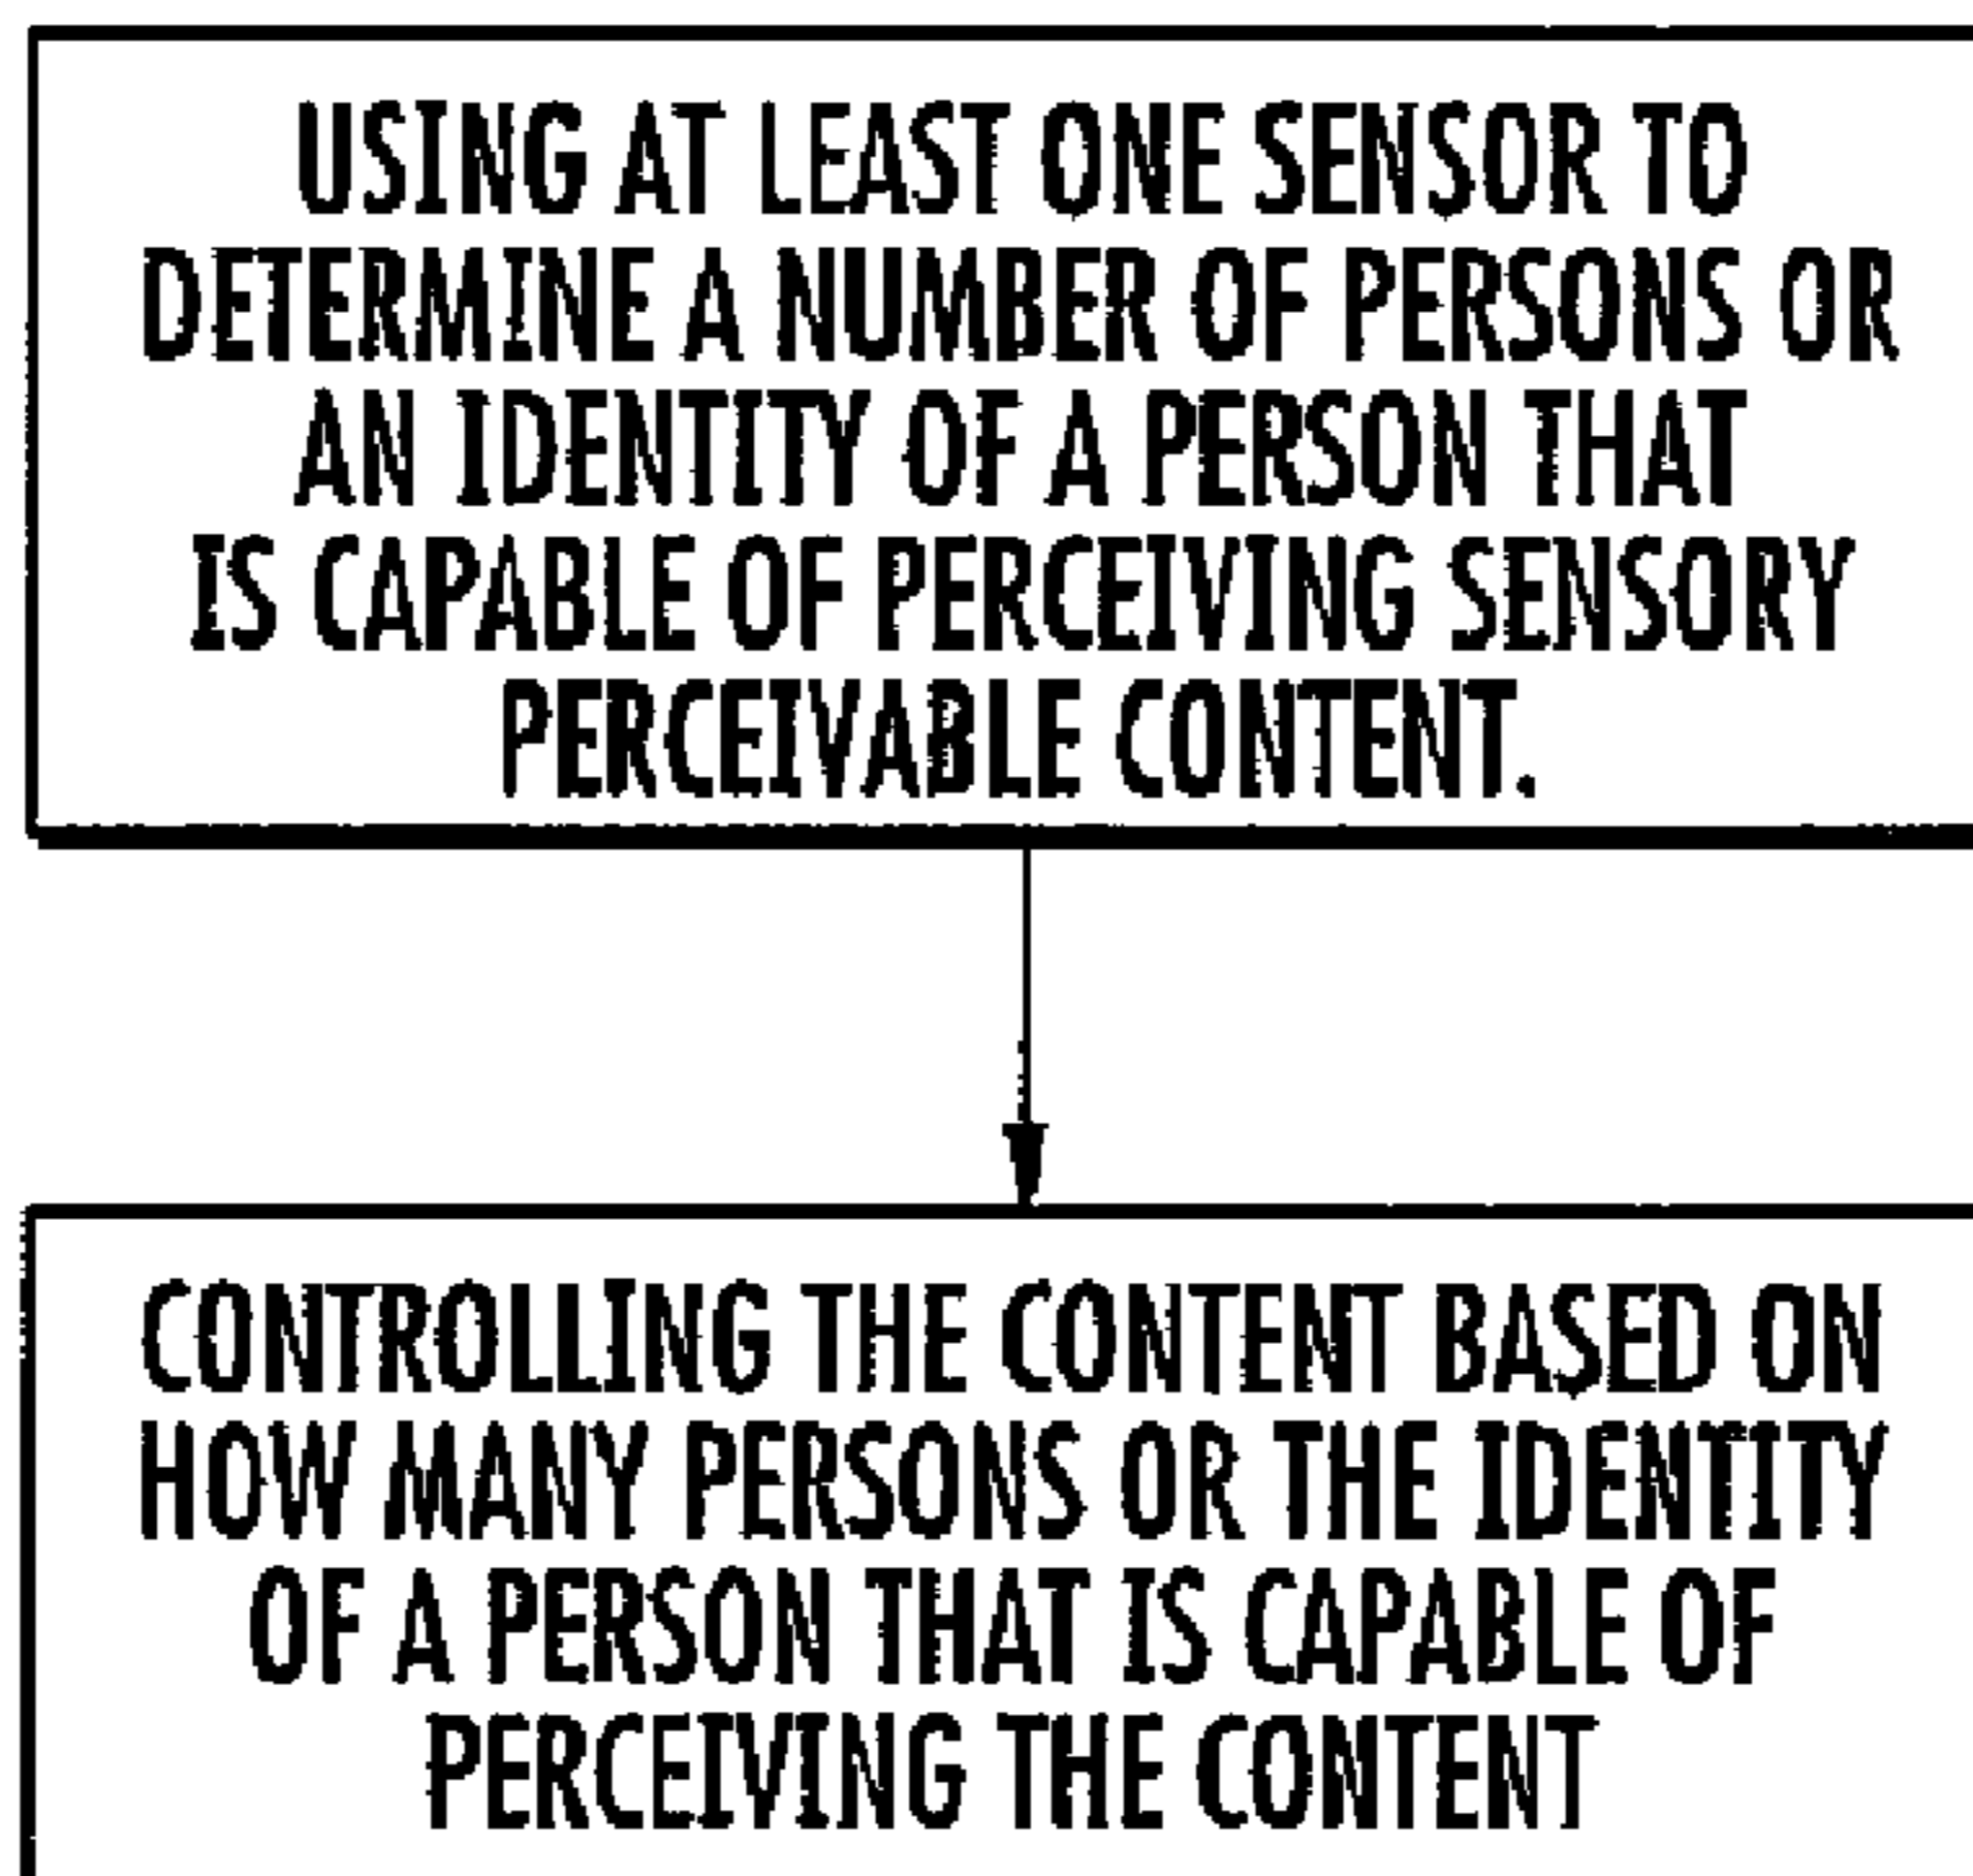 USING AT LEAST ONE SENSOR TO
DETERMINE A NUMBER OF PERSONS OR
AN IDENTITY OF A PERSON THAT
IS CAPABLE OF PERCEIVING SENSORY
PERCEIVABLE CONTENT.
CONTROLLING THE CONTENT BASED ON
HOW MANY PERSONS OR THE IDENTITY
OF A PERSON THAT IS CAPABLE OF
PERCEIVING THE CONTENT